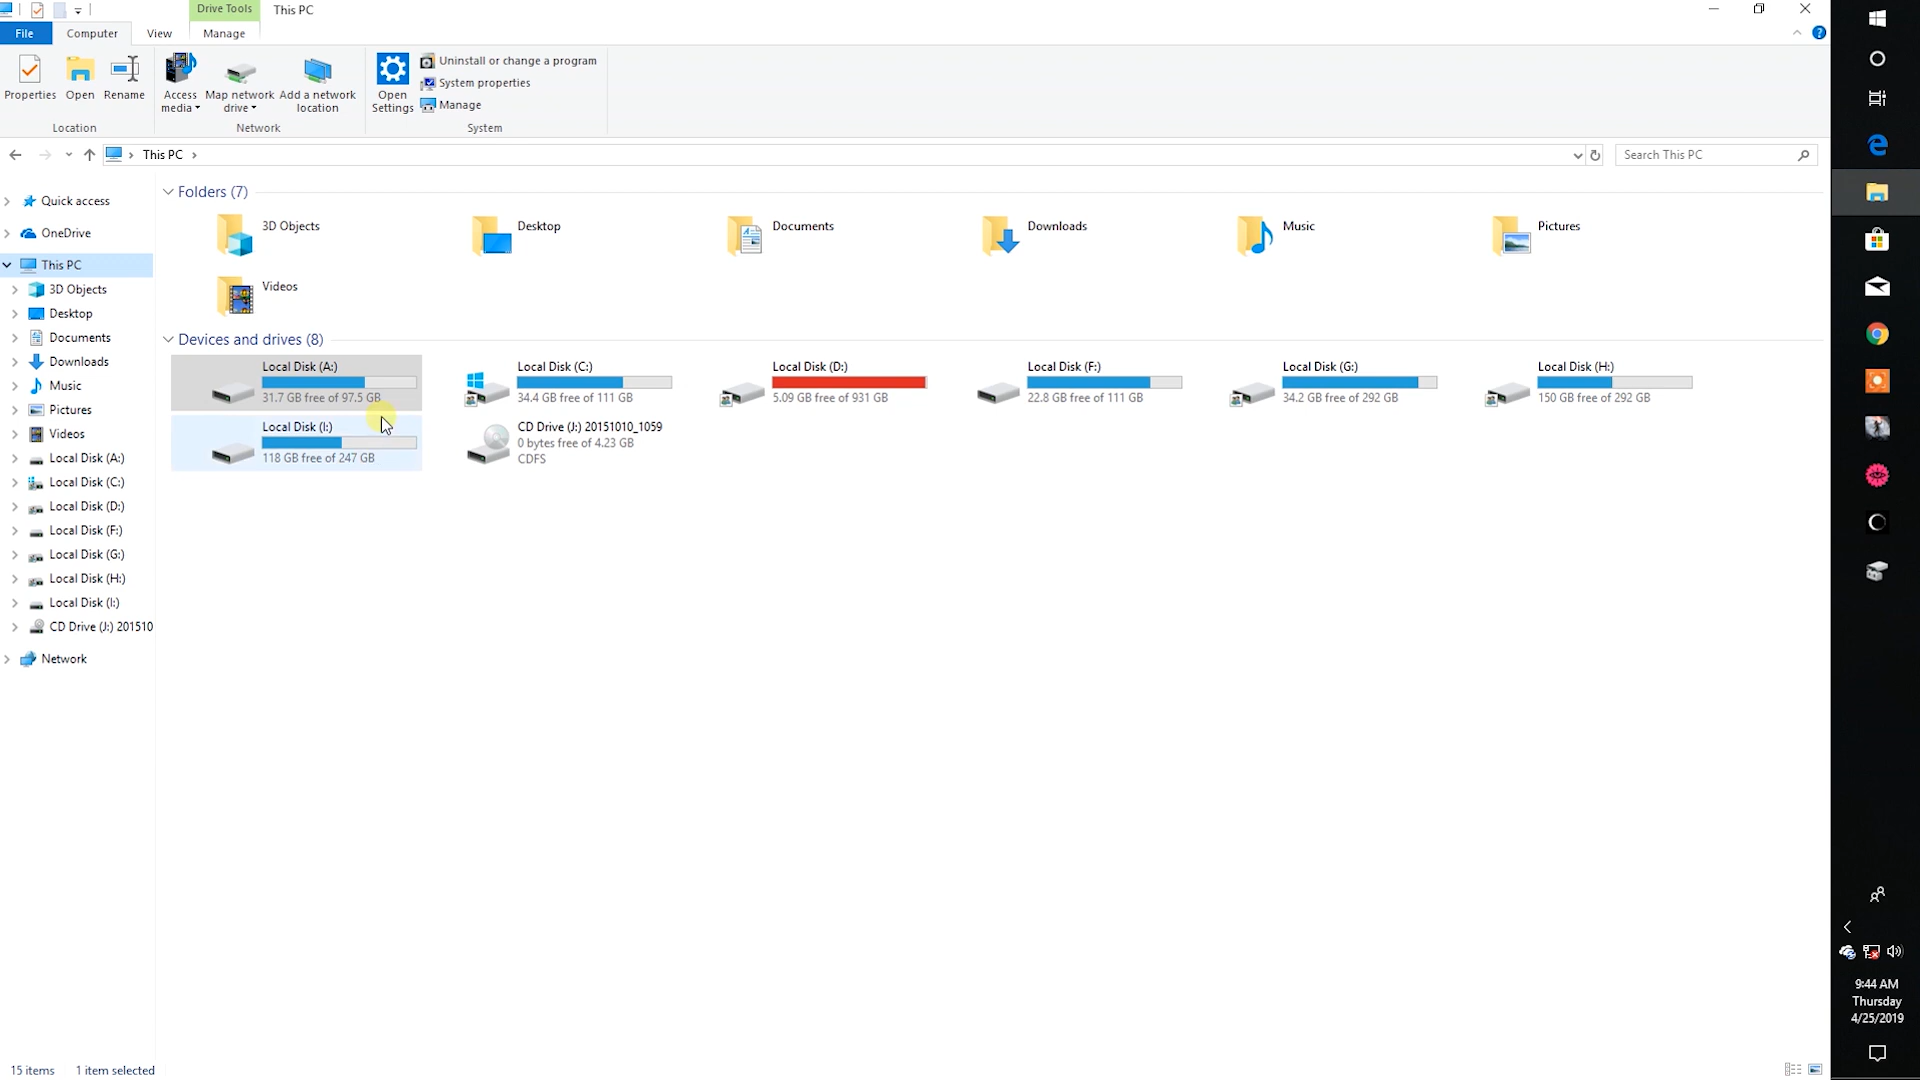 Drive Tools This PC
File Computer View Manage
Properties Open Rename Access media Map network drive Add a network location Open Settings Uninstall or change a program
System properties
Manage
Location Network System
This PC Search This PC
Quick access
OneDrive
This PC
3D Objects
Desktop
Documents
Downloads
Music
Pictures
Videos
Local Disk (A:)
Local Disk (C:)
Local Disk (D:)
Local Disk (F:)
Local Disk (G:)
Local Disk (H:)
Local Disk (I:)
CD Drive (J:) 201510
Network
Folders (7)
3D Objects Desktop Documents Downloads Music Pictures
Videos
Devices and drives (8)
Local Disk (A:) Local Disk (C:) Local Disk (D:) Local Disk (F:) Local Disk (G:) Local Disk (H:)
31.7 GB free of 97.5 GB 34.4 GB free of 111 GB 5.09 GB free of 931 GB 22.8 GB free of 111 GB 34.2 GB free of 292 GB 150 GB free of 292 GB
Local Disk (I:) CD Drive (J:) 20151010_1059
118 GB free of 247 GB 0 bytes free of 4.23 GB
CDFS
15 items 1 item selected
9:44 AM
Thursday
4/25/2019